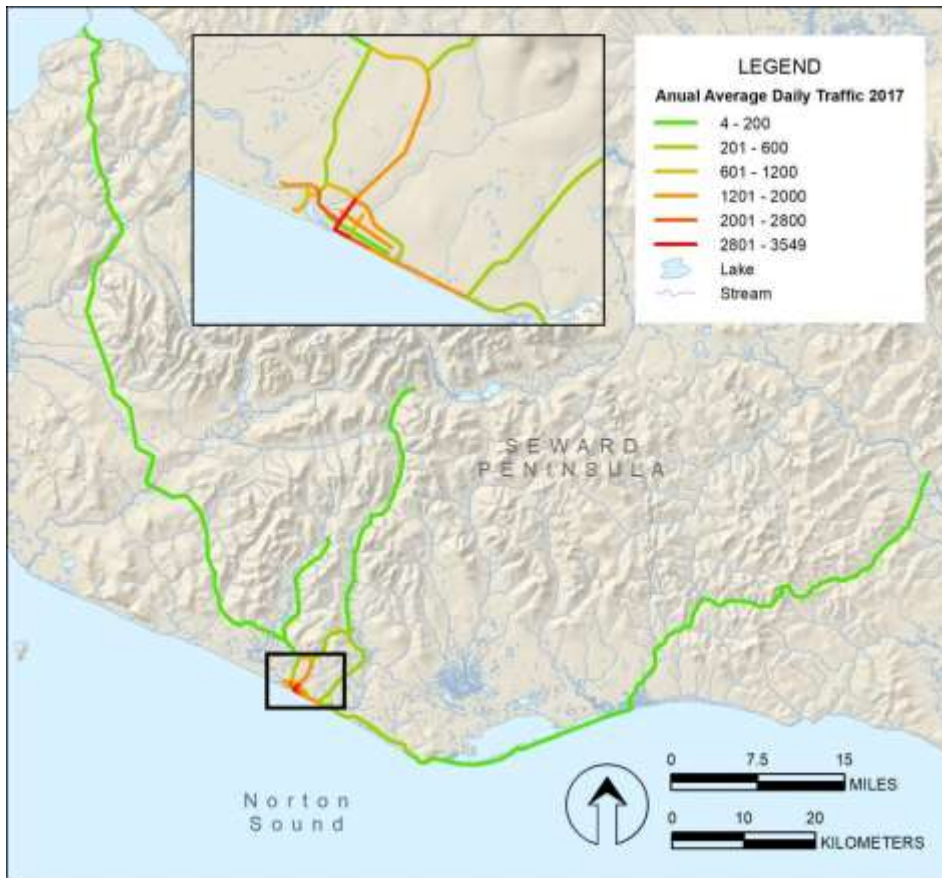 LEGEND
Anual Average Daily Traffic 2017
4 - 200
201 - 600
601 - 1200
1201 - 2000
2001 - 2800
2801 - 3549
Lake
Stream
SEWARD
PENINSULA
Norton
Sound
0 7.5 15
MILES
0 10 20
KILOMETERS